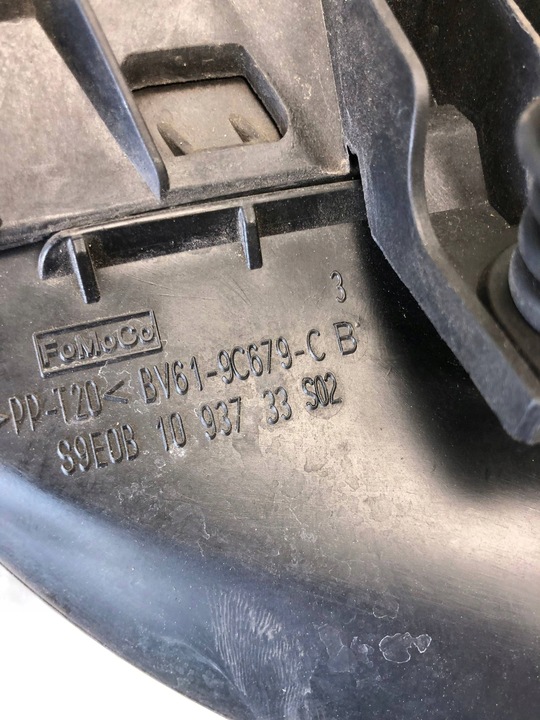 3
FoMoCo
>PP-T20< BV61-9C679-C B
S9E0B 10 937 33 S02